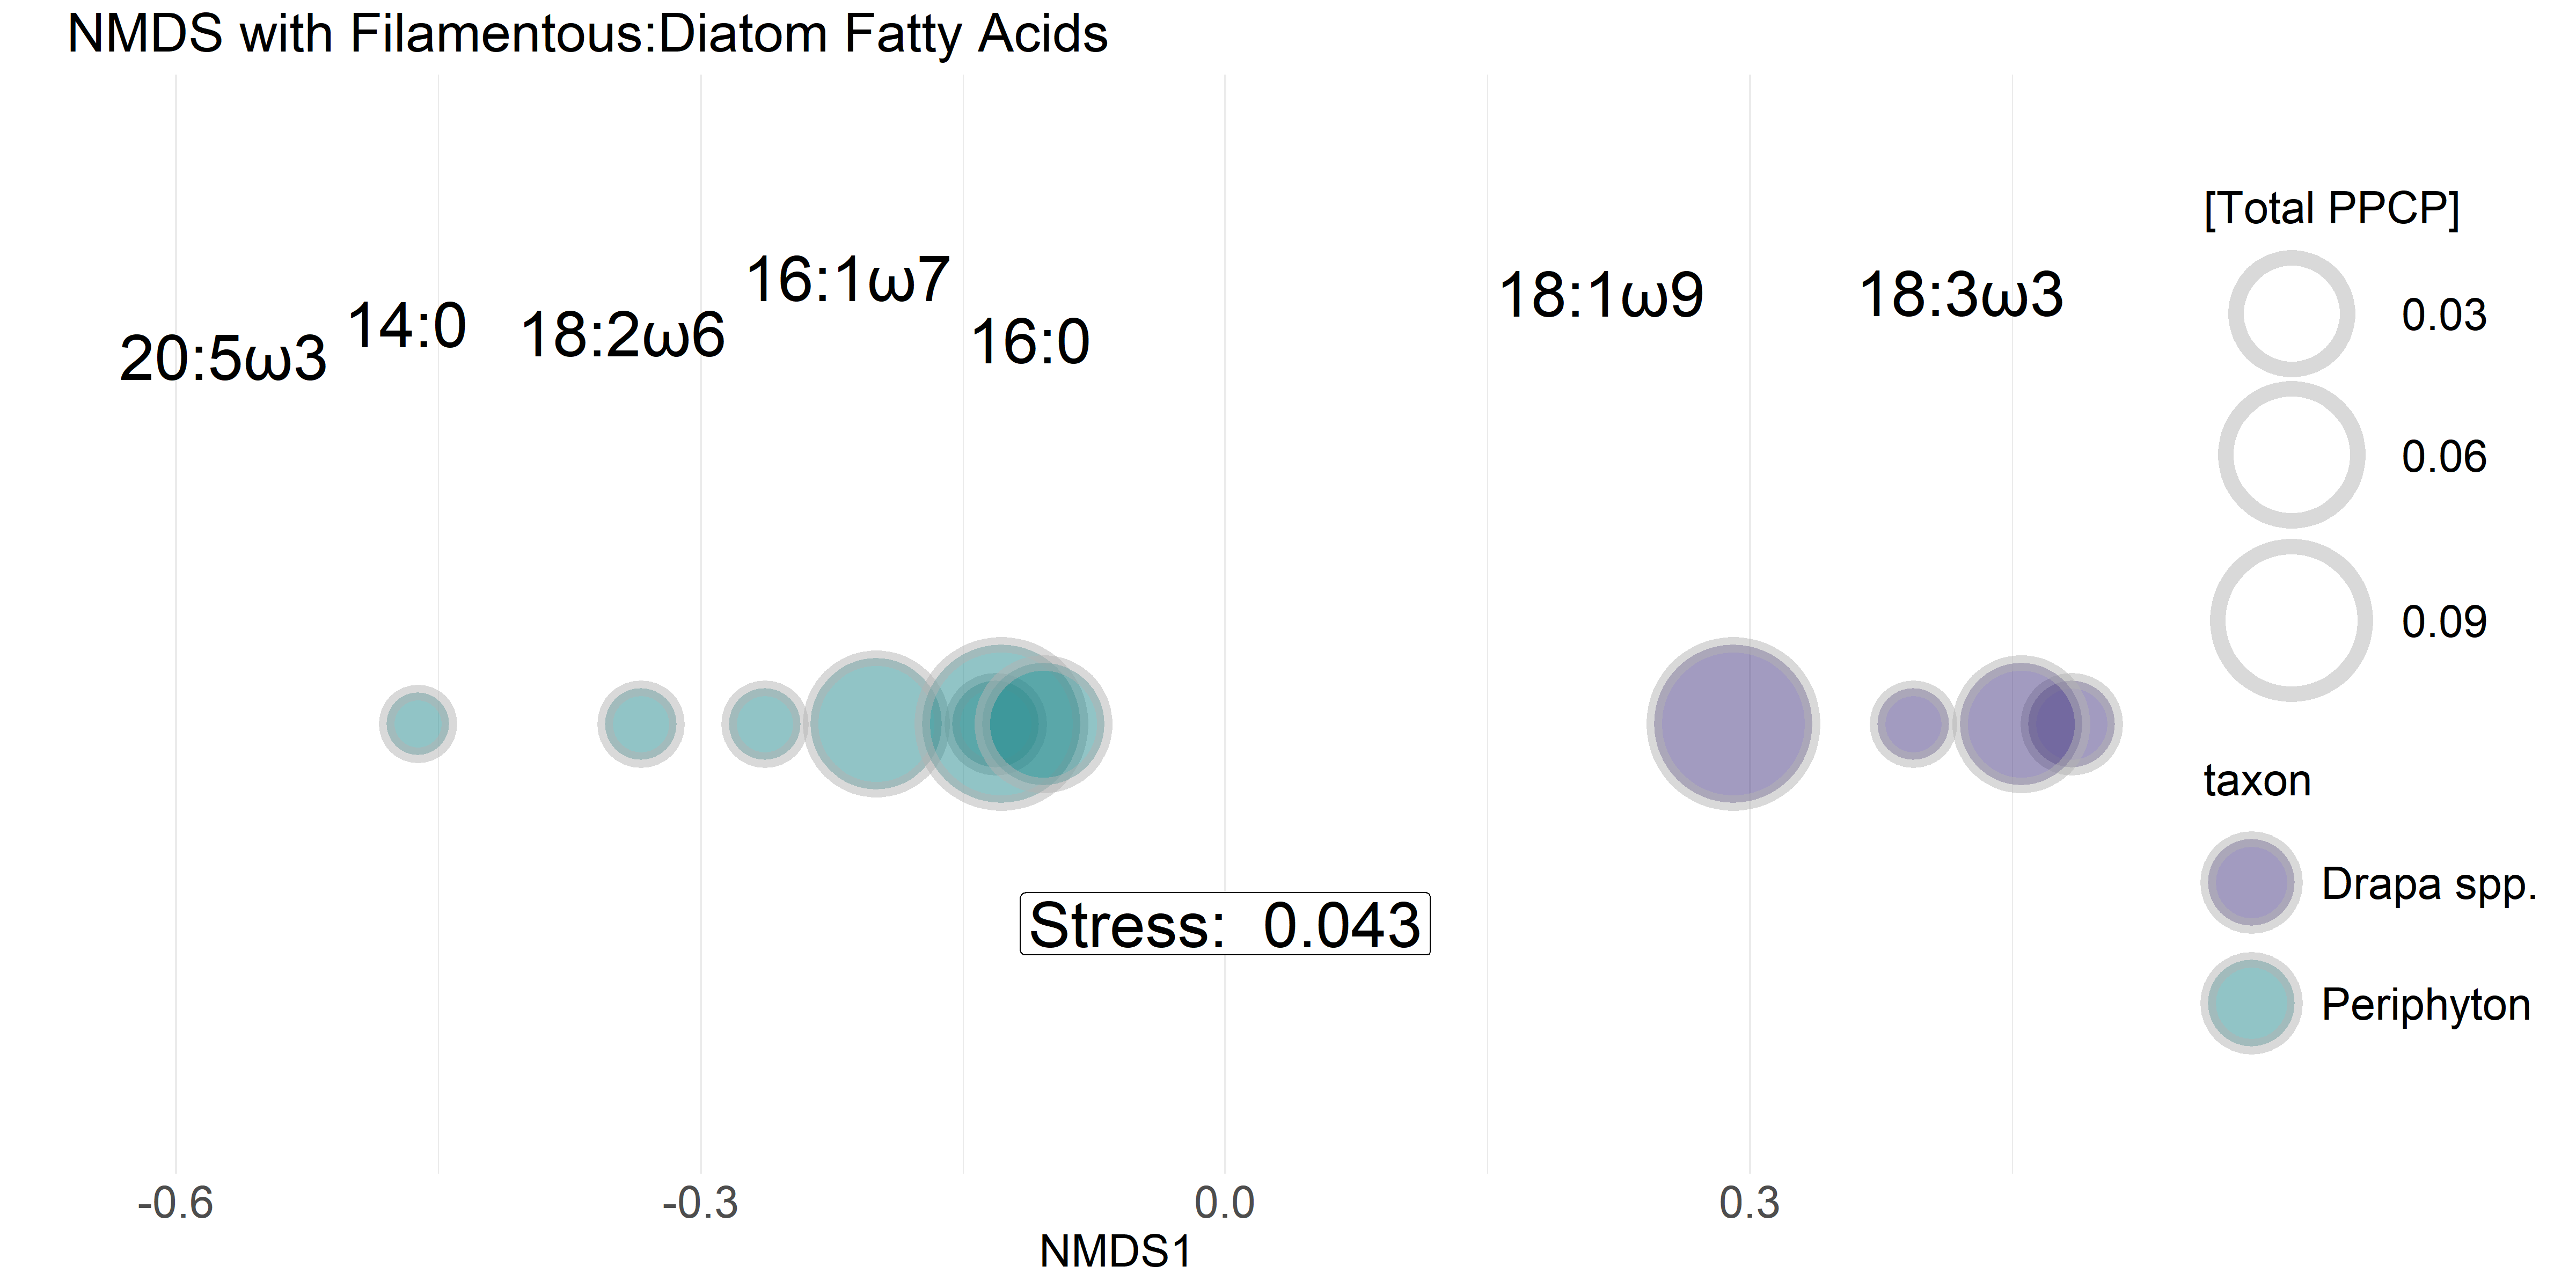 NMDS with Filamentous:Diatom Fatty Acids
20:5ω3
14:0
18:2ω6
16:1ω7
16:0
18:1ω9
18:3ω3
Stress:  0.043
-0.6
-0.3
0.0
0.3
NMDS1
[Total PPCP]
0.03
0.06
0.09
taxon
Drapa spp.
Periphyton